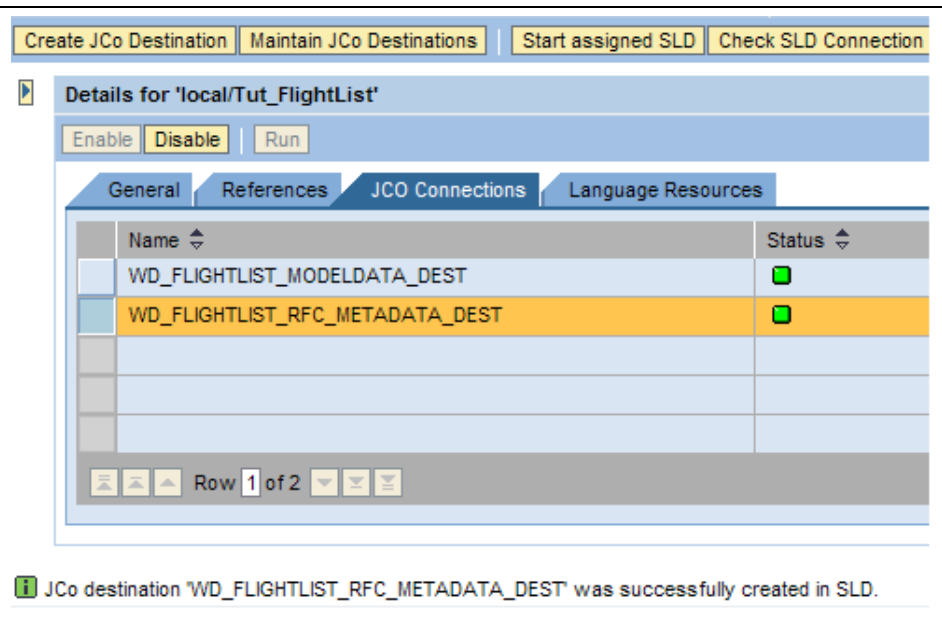 Create JCo Destination Maintain JCo Destinations Start assigned SLD Check SLD Connection
Details for 'local/Tut_FlightList'
Enable Disable Run
General References JCO Connections Language Resources
Name Status
WD_FLIGHTLIST_MODELDATA_DEST
WD_FLIGHTLIST_RFC_METADATA_DEST
Row 1 of 2
JCo destination 'WD_FLIGHTLIST_RFC_METADATA_DEST' was successfully created in SLD.